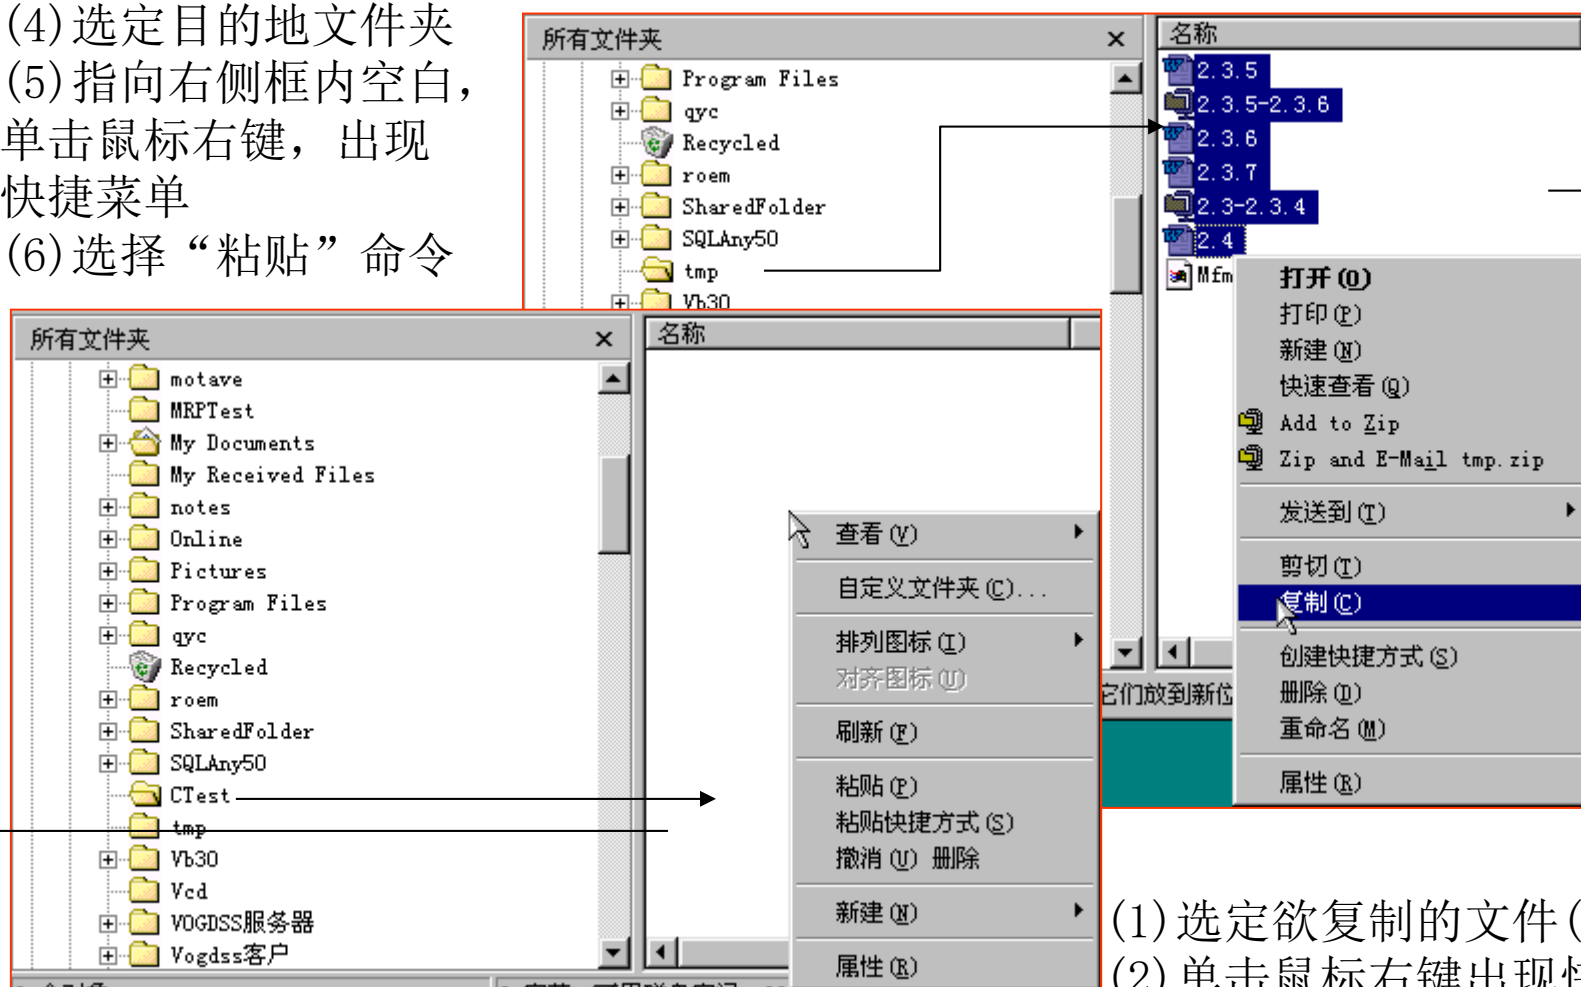 (4)选定目的地文件夹
(5)指向右侧框内空白，
单击鼠标右键，出现
快捷菜单
(6)选择“粘贴”命令
所有文件夹
Program Files
qyc
Recycled
roem
SharedFolder
SQLAny50
tmp
Vb30
名称
2.3.5
2.3.5-2.3.6
2.3.6
2.3.7
2.3-2.3.4
2.4
Mfm
打开(O)
打印(P)
新建(N)
快速查看(Q)
Add to Zip
Zip and E-Mail tmp.zip
发送到(T)
剪切(T)
复制(C)
创建快捷方式(S)
删除(D)
重命名(M)
属性(R)
它们放到新位
所有文件夹
motave
MRPTest
My Documents
My Received Files
notes
Online
Pictures
Program Files
qyc
Recycled
roem
SharedFolder
SQLAny50
CTest
tmp
Vb30
Vcd
VOGDSS服务器
Vogdss客户
名称
查看(V)
自定义文件夹(C)...
排列图标(I)
对齐图标(U)
刷新(F)
粘贴(P)
粘贴快捷方式(S)
撤消(U) 删除
新建(N)
属性(R)
(1)选定欲复制的文件(
(2)单击鼠标右键出现快